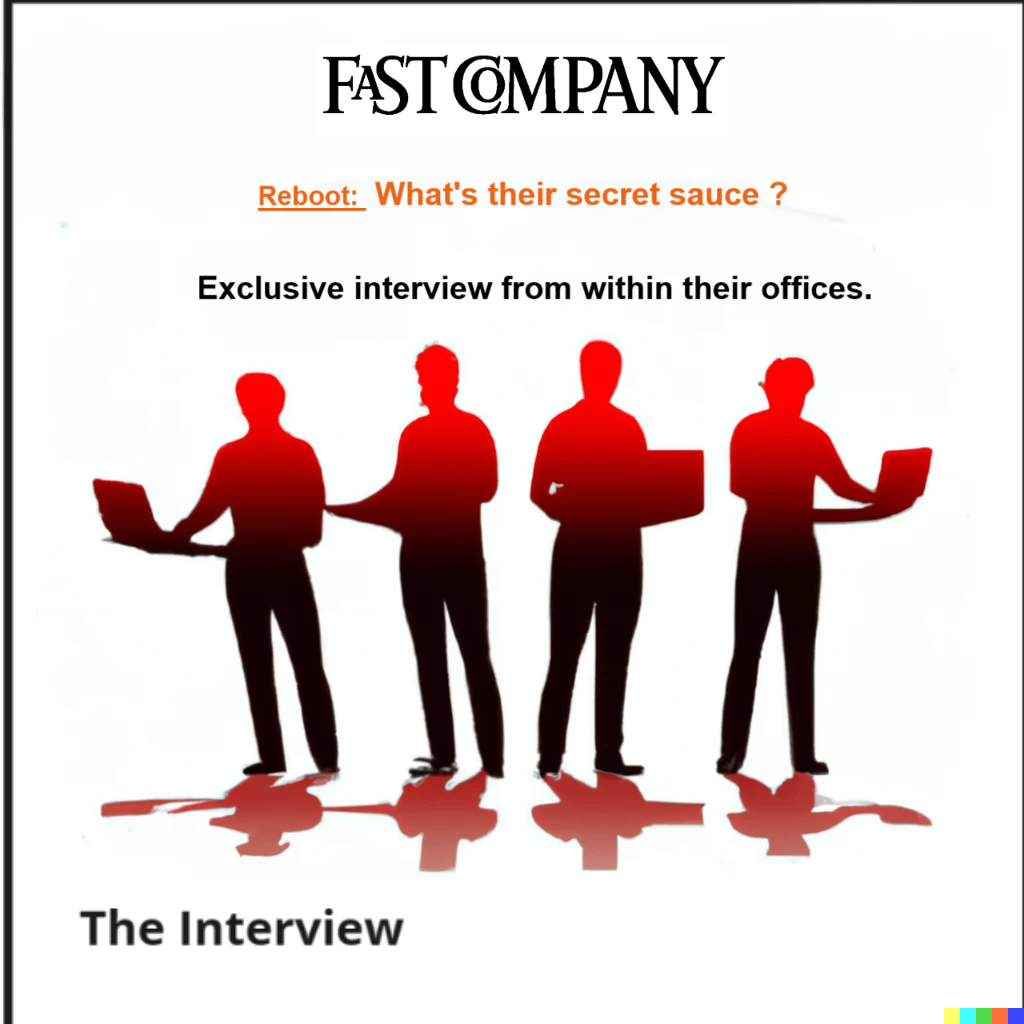 FAST COMPANY
Reboot: What's their secret sauce ?
Exclusive interview from within their offices.
The Interview